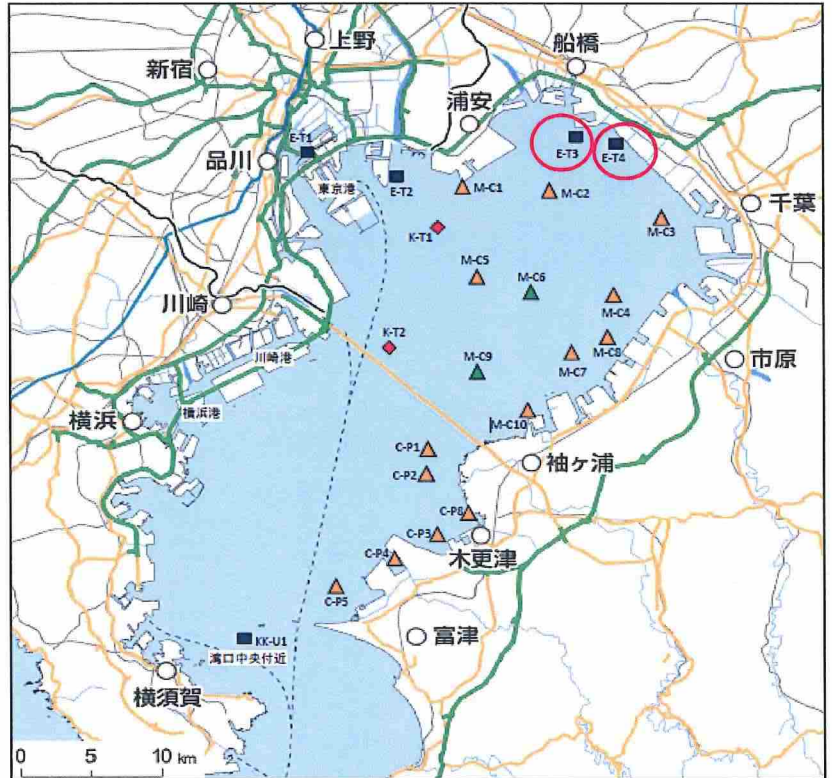 上野
船橋
新宿
浦安
E-T1
E-T3
E-T4
品川
東京港
E-T2
M-C1
M-C2
千葉
K-T1
M-C3
M-C5
M-C6
川崎
M-C4
K-T2
M-C8
川崎港
M-C9
M-C7
市原
横浜港
横浜
M-C10
C-P1
袖ヶ浦
C-P2
C-P8
C-P3
木更津
C-P4
C-P5
KK-U1
富津
湾口中央付近
横須賀
0 5 10 km